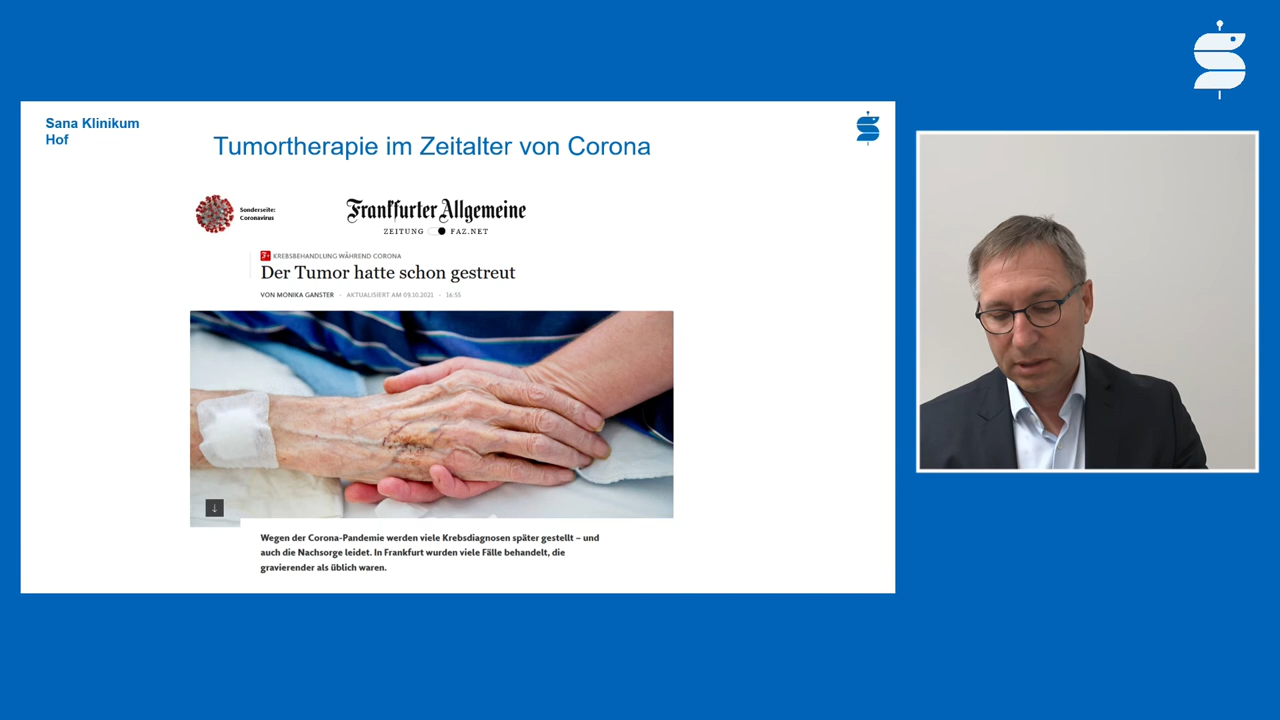 Sana Klinikum
Hof
Tumortherapie im Zeitalter von Corona
Sonderseite:
Coronavirus
Frankfurter Allgemeine
ZEITUNG FAZ.NET
F+ KREBSBEHANDLUNG WÄHREND CORONA
Der Tumor hatte schon gestreut
VON MONIKA GANSTER - AKTUALISIERT AM 09.10.2021 - 16:55
Wegen der Corona-Pandemie werden viele Krebsdiagnosen später gestellt – und
auch die Nachsorge leidet. In Frankfurt wurden viele Fälle behandelt, die
gravierender als üblich waren.